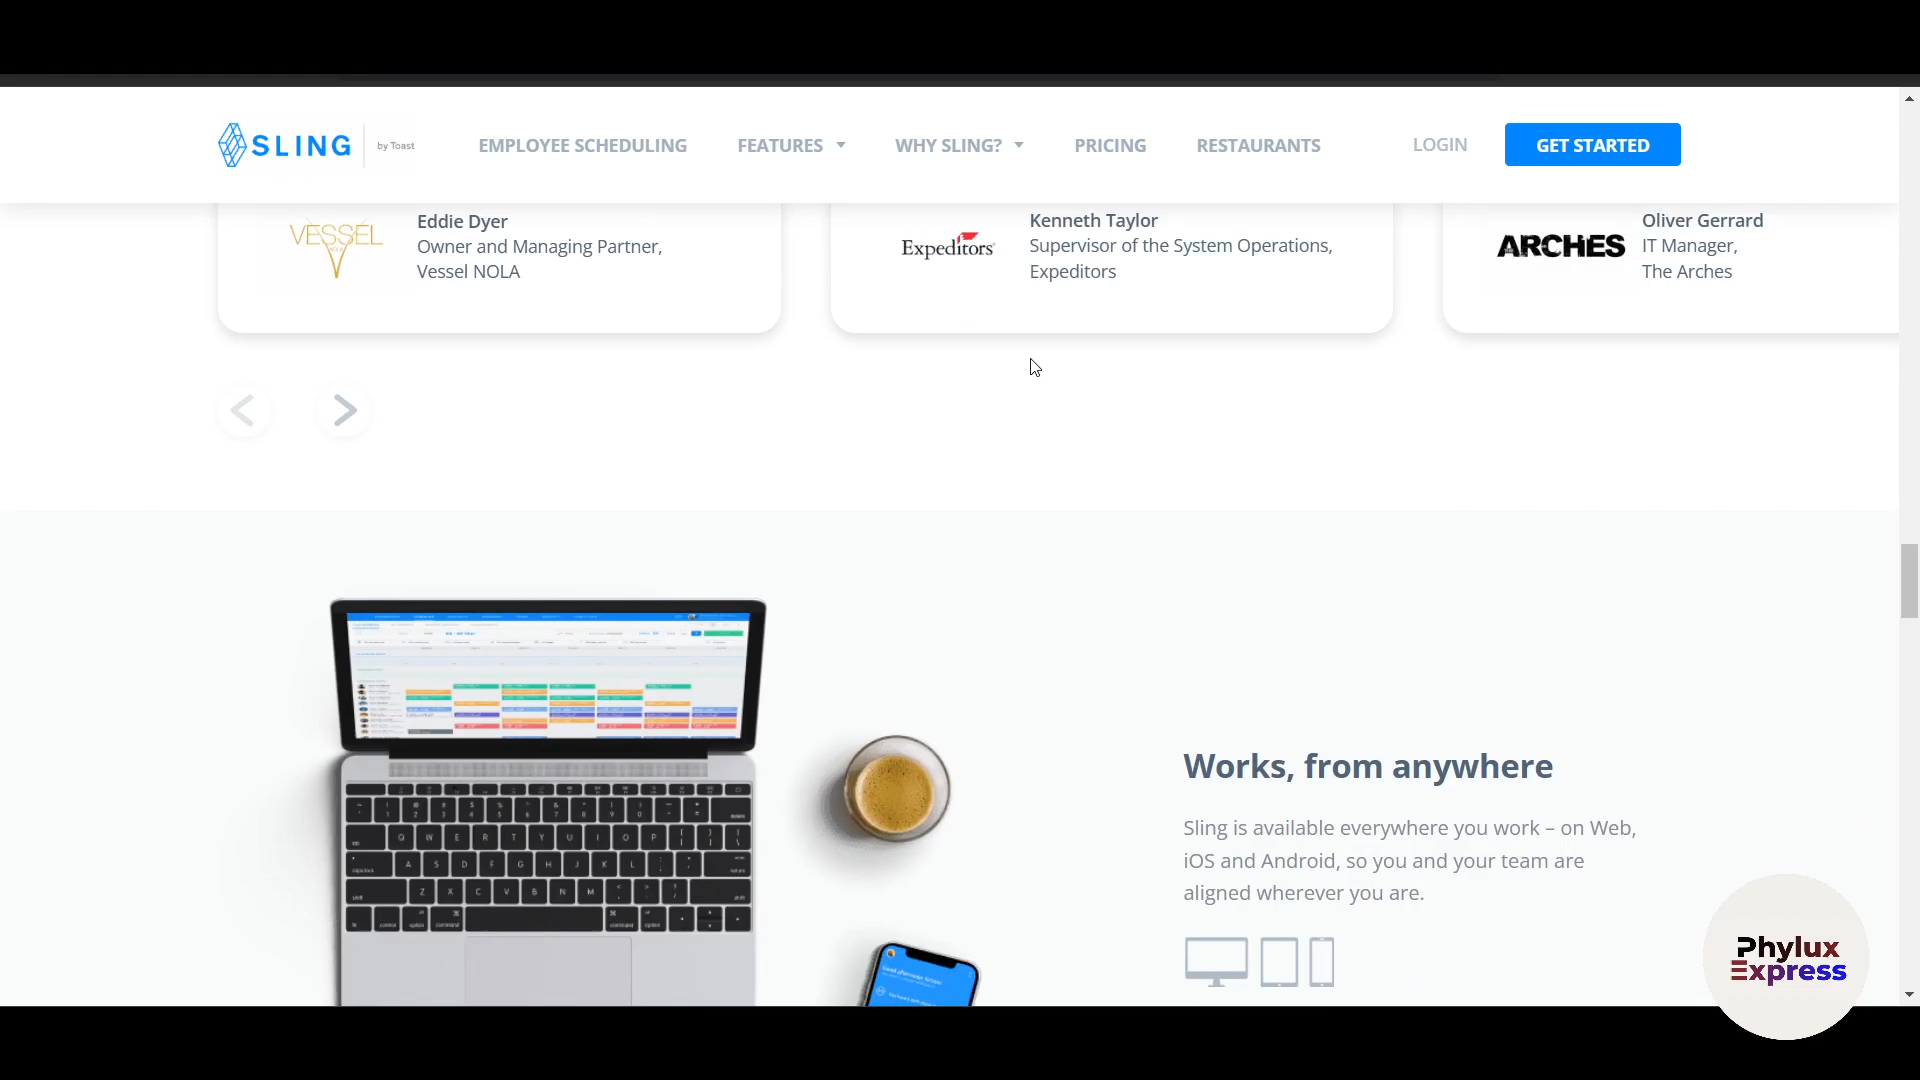 SLING
by Toast
EMPLOYEE SCHEDULING
FEATURES
WHY SLING?
PRICING
RESTAURANTS
LOGIN
GET STARTED
VESSEL
NOLA
Eddie Dyer
Owner and Managing Partner,
Vessel NOLA
Expeditors
Kenneth Taylor
Supervisor of the System Operations,
Expeditors
ARCHES
Oliver Gerrard
IT Manager,
The Arches
Works, from anywhere
Sling is available everywhere you work – on Web,
iOS and Android, so you and your team are
aligned wherever you are.
Phylux
Express